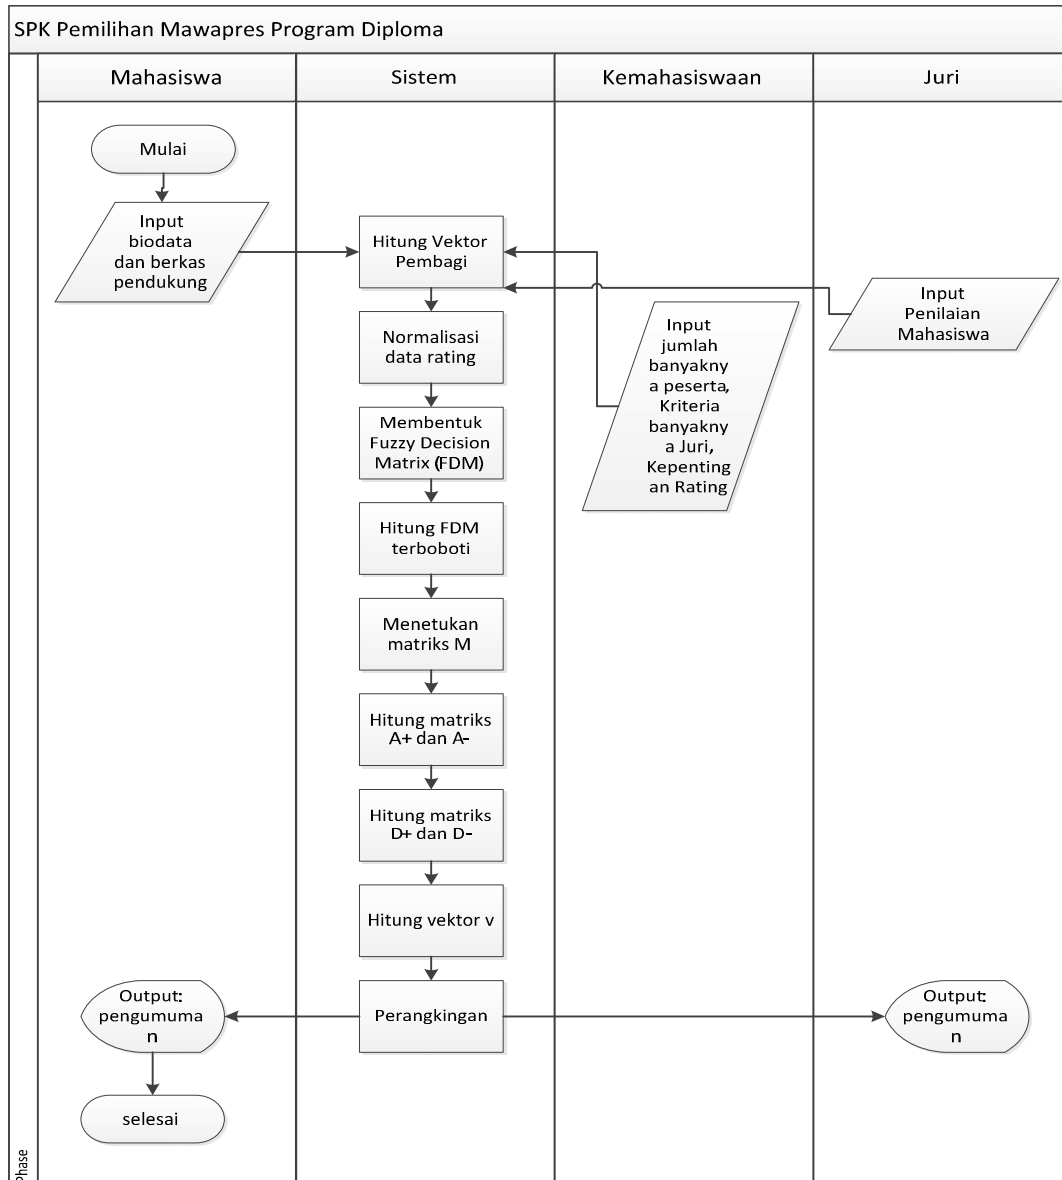 SPK Pemilihan Mawapres Program Diploma
Mahasiswa
Sistem
Kemahasiswaan
Juri
Mulai
Input
biodata
dan berkas
pendukung
Hitung Vektor
Pembagi
Input
Penilaian
Mahasiswa
Input
jumlah
banyakny
a peserta,
Kriteria
banyakny
a Juri,
Kepenting
an Rating
Normalisasi
data rating
Membentuk
Fuzzy Decision
Matrix (FDM)
Hitung FDM
terboboti
Menetukan
matriks M
Hitung matriks
A+ dan A-
Hitung matriks
D+ dan D-
Hitung vektor v
Perangkingan
Output:
pengumuma
n
Output:
pengumuma
n
selesai
Phase